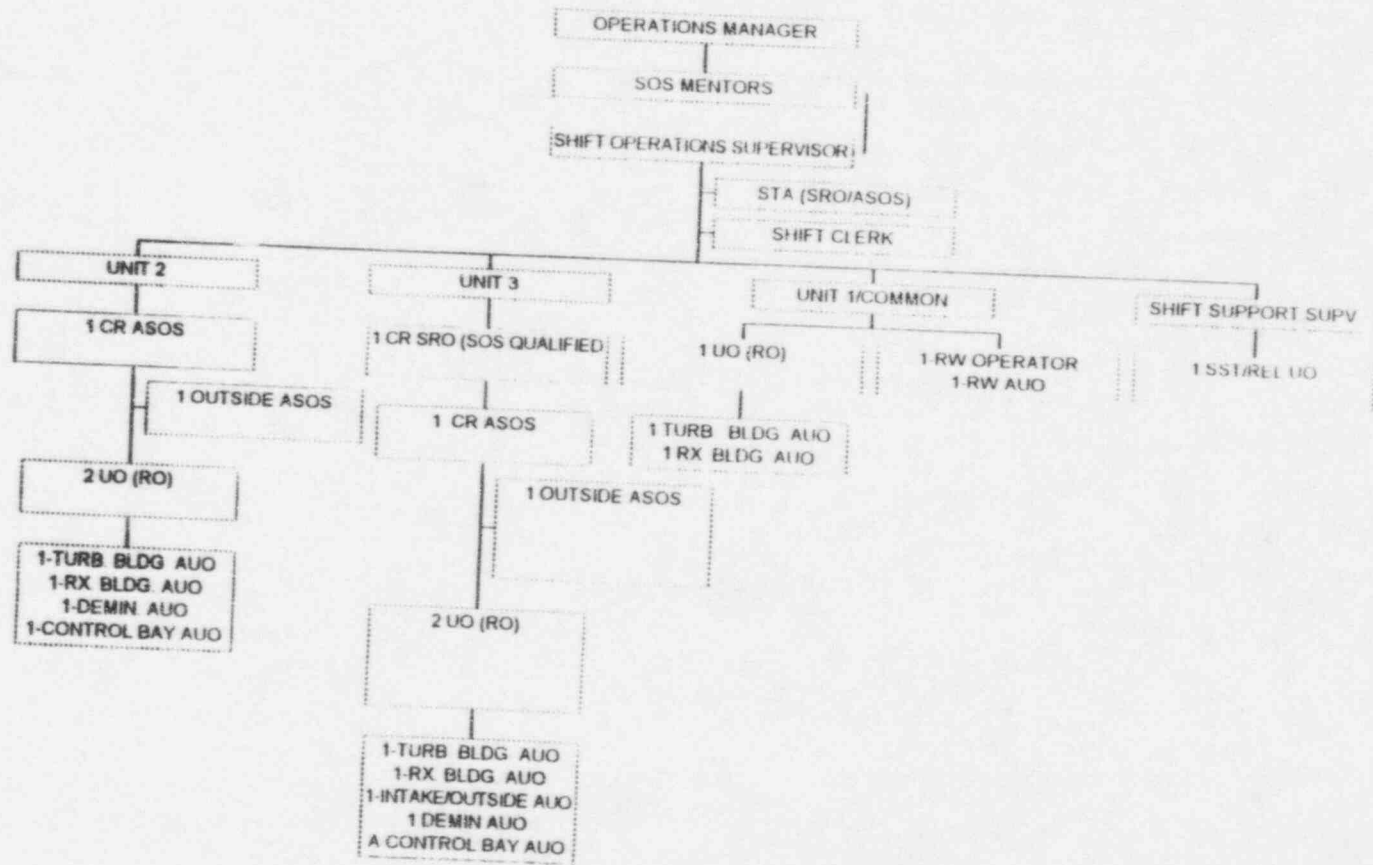 OPERATIONS MANAGER
SOS MENTORS
SHIFT OPERATIONS SUPERVISOR
STA (SRO/ASOS)
SHIFT CLERK
UNIT 2
1 CR ASOS
1 OUTSIDE ASOS
2 UO (RO)
1-TURB. BLDG AUO
1-RX BLDG. AUO
1-DEMIN. AUO
1-CONTROL BAY AUO
UNIT 3
1 CR SRO (SOS QUALIFIED
1 CR ASOS
1 OUTSIDE ASOS
2 UO (RO)
1-TURB BLDG AUO
1-RX BLDG AUO
1-INTAKE/OUTSIDE AUO
1 DEMIN AUO
A CONTROL BAY AUO
UNIT 1/COMMON
1 UO (RO)
1 TURB BLDG AUO
1 RX BLDG AUO
1-RW OPERATOR
1-RW AUO
SHIFT SUPPORT SUPV
1 SST/REL UO